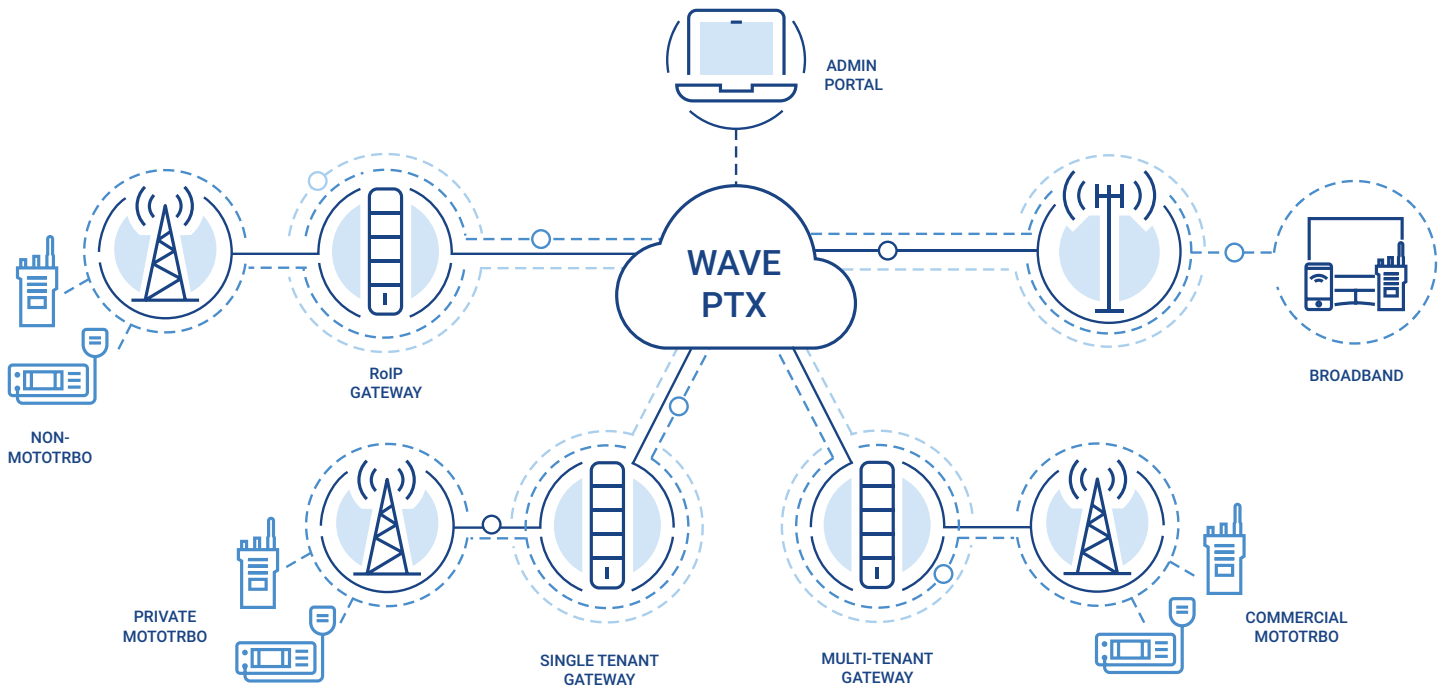 ADMIN
PORTAL
WAVE
PTX
RoIP
GATEWAY
BROADBAND
NON-
MOTOTRBO
PRIVATE
MOTOTRBO
SINGLE TENANT
GATEWAY
MULTI-TENANT
GATEWAY
COMMERCIAL
MOTOTRBO